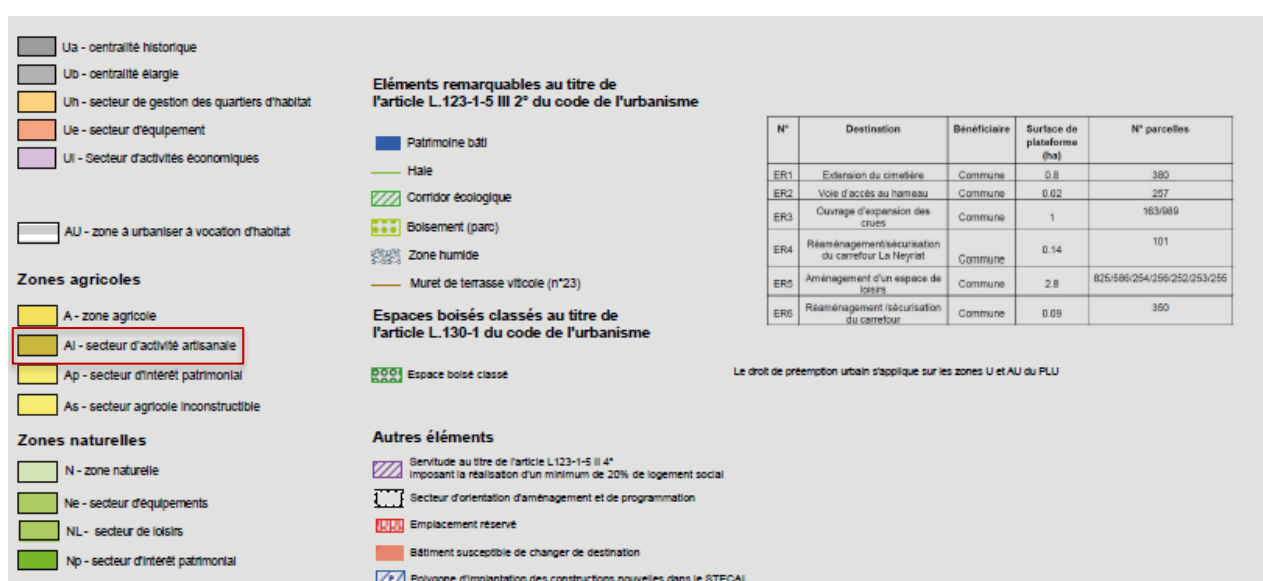 Ua - centralité historique
Ub - centralité élargie
Uh - secteur de gestion des quartiers d'habitat
Ue - secteur d'équipement
UI - Secteur d'activités économiques
AU - zone à urbaniser à vocation d'habitat
Zones agricoles
A - zone agricole
AI - secteur d'activité artisanale
Ap - secteur d'intérêt patrimonial
As - secteur agricole inconstructible
Zones naturelles
N - zone naturelle
Ne - secteur d'équipements
NL - secteur de loisirs
Np - secteur d'intérêt patrimonial
Eléments remarquables au titre de
l'article L.123-1-5 III 2° du code de l'urbanisme
Patrimoine bâti
Haie
Corridor écologique
Boisement (parc)
Zone humide
Muret de terrasse viticole (n°23)
Espaces boisés classés au titre de
l'article L.130-1 du code de l'urbanisme
Espace boisé classé
Autres éléments
Servitude au titre de l'article L123-1-5 II 4°
imposant la réalisation d'un minimum de 20% de logement social
Secteur d'orientation d'aménagement et de programmation
Emplacement réservé
Bâtiment susceptible de changer de destination
Polygone d'implantation des constructions nouvelles dans le STECAL
N° Destination Bénéficiaire Surface de plateforme (ha) N° parcelles
ER1 Extension du cimetière Commune 0.8 380
ER2 Voie d'accés au hameau Commune 0.02 257
ER3 Ouvrage d'expansion des crues Commune 1 163/989
ER4 Réaménagement/sécurisation du carrefour La Neyriat Commune 0.14 101
ER5 Aménagement d'un espace de loisirs Commune 2.8 825/586/254/256/252/253/255
ER6 Réaménagement /sécurisation du carrefour Commune 0.09 350
Le droit de préemption urbain s'applique sur les zones U et AU du PLU